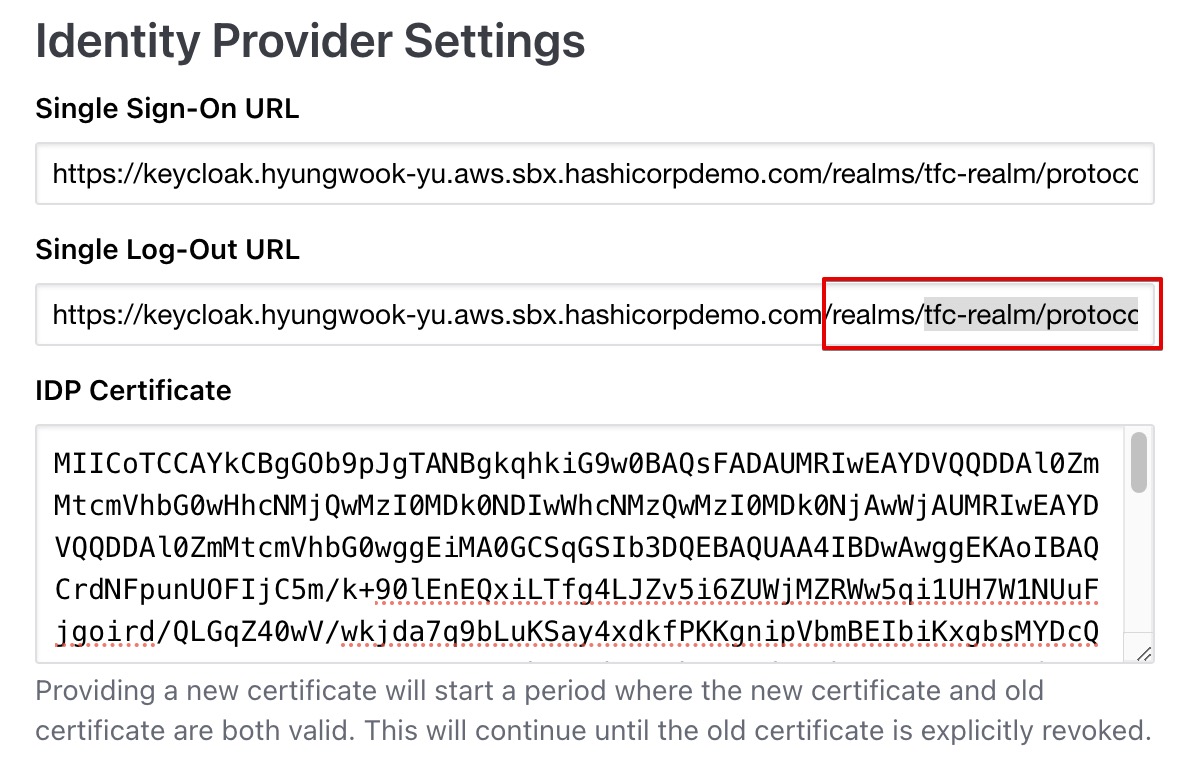 Identity Provider Settings
Single Sign-On URL
https://keycloak.hyungwook-yu.aws.sbx.hashicorpdemo.com/realms/tfc-realm/protoco
Single Log-Out URL
https://keycloak.hyungwook-yu.aws.sbx.hashicorpdemo.com/realms/tfc-realm/protoco
IDP Certificate
MIICoTCCAYkCBgGOb9pJgTANBgkqhkiG9w0BAQsFADAUMRIwEAYDVQQDDAl0Zm
MtcmVhbG0wHhcNMjQwMzI0MDk0NDIwWhcNMzQwMzI0MDk0NjAwWjAUMRIwEAYD
VQQDDAl0ZmMtcmVhbG0wggEiMA0GCSqGSIb3DQEBAQUAA4IBDwAwggEKAoIBAQ
CrdNFpunUOFIjC5m/k+90lEnEQxiLTfg4LJZv5i6ZUWjMZRWw5qi1UH7W1NUuF
jgoird/QLGqZ40wV/wkjda7q9bLuKSay4xdkfPKKgnipVbmBEIbiKxgbsMYDcQ
Providing a new certificate will start a period where the new certificate and old
certificate are both valid. This will continue until the old certificate is explicitly revoked.